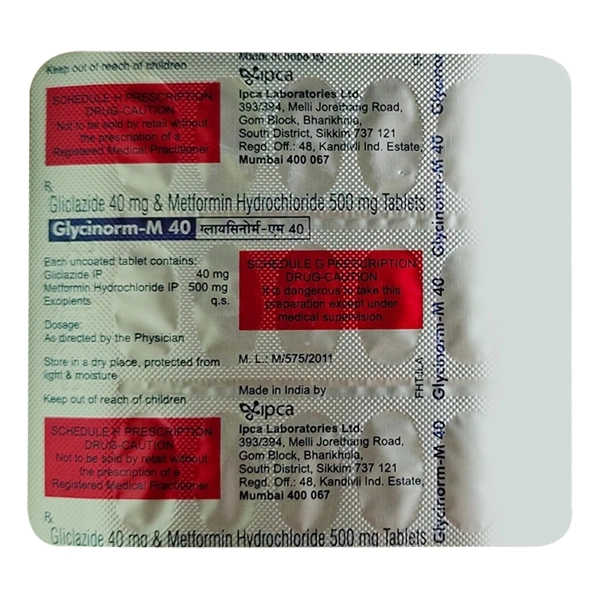 Keep out of reach of children
Made in India by
ipca
SCHEDULE H PRESCRIPTION
DRUG-CAUTION
Not to be sold by retail without
the prescription of a
Registered Medical Practitioner.
Ipca Laboratories Ltd.
393/394, Melli Jorethang Road,
Gom Block, Bharikhola,
South District, Sikkim 737 121
Regd. Off.: 48, Kandivli Ind. Estate,
Mumbai 400 067
Rx
Gliclazide 40 mg & Metformin Hydrochloride 500 mg Tablets
Glycinorm-M 40 ग्लायसिनोर्म-एम 40
Each uncoated tablet contains:
Gliclazide IP 40 mg
Metformin Hydrochloride IP 500 mg
Excipients q.s.
Dosage:
As directed by the Physician
Store in a dry place, protected from
light & moisture
SCHEDULE G PRESCRIPTION
DRUG-CAUTION
It is dangerous to take this
preparation except under
medical supervision
M. L.: M/575/2011
Keep out of reach of children
Made in India by
ipca
SCHEDULE H PRESCRIPTION
DRUG-CAUTION
Not to be sold by retail without
the prescription of a
Registered Medical Practitioner.
Ipca Laboratories Ltd.
393/394, Melli Jorethang Road,
Gom Block, Bharikhola,
South District, Sikkim 737 121
Regd. Off.: 48, Kandivli Ind. Estate,
Mumbai 400 067
Rx
Gliclazide 40 mg & Metformin Hydrochloride 500 mg Tablets
Glycinorm-M 40
Glycinorm-M 40
Glycinorm-M 40